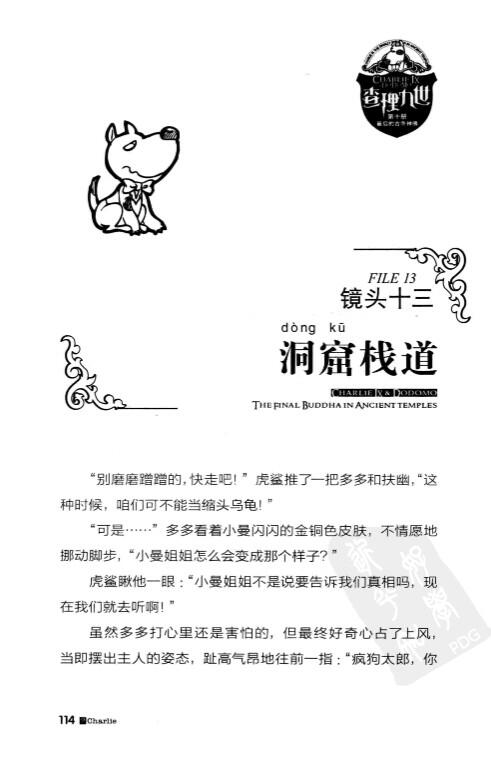 CHARLIE IX
& DODOMO
查理九世
第十册
最后的古寺神佛
FILE 13
镜头十三
dòng kū
洞窟栈道
CHARLIE IX & DODOMO
THE FINAL BUDDHA IN ANCIENT TEMPLES
“别磨磨蹭蹭的，快走吧！”虎鲨推了一把多多和扶幽，“这
种时候，咱们可不能当缩头乌龟！”
“可是……”多多看着小曼闪闪的金铜色皮肤，不情愿地
挪动脚步，“小曼姐姐怎么会变成那个样子？”
虎鲨瞅他一眼：“小曼姐姐不是说要告诉我们真相吗，现
在我们就去听啊！”
虽然多多打心里还是害怕的，但最终好奇心占了上风，
当即摆出主人的姿态，趾高气昂地往前一指：“疯狗太郎，你
PDG
114 Charlie